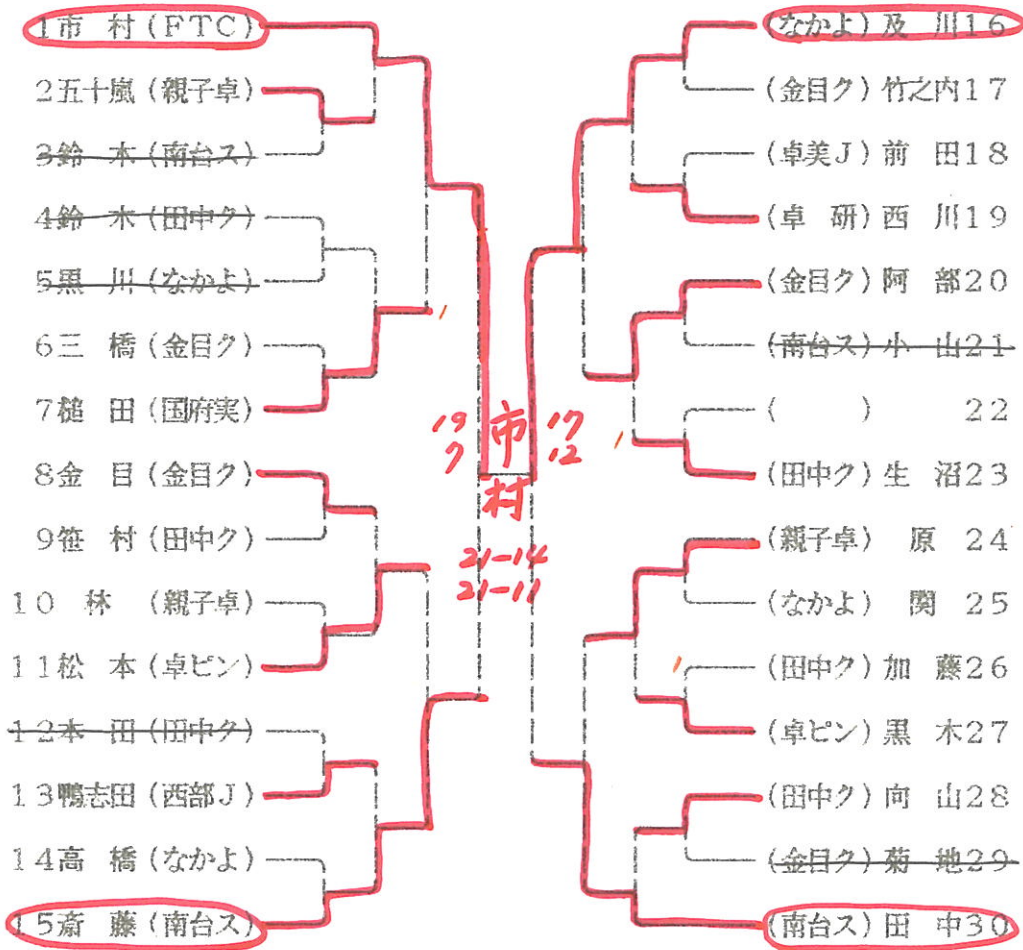 1市 村(FTC)
2五十嵐(親子卓)
3鈴 木(南台ス)
4鈴 木(田中ク)
5黒 川(なかよ)
6三 橋(金目ク)
7槌 田(国府実)
8金 目(金目ク)
9笹 村(田中ク)
10 林 (親子卓)
11松 本(卓ピン)
12本 田(田中ク)
13鴨志田(西部J)
14高 橋(なかよ)
15斎 藤(南台ス)
19
7
市村
17
12
21-14
21-11
(なかよ)及 川16
(金目ク)竹之内17
(卓美J)前 田18
(卓 研)西 川19
(金目ク)阿 部20
(南台ス)小 山21
( ) 22
(田中ク)生 沼23
(親子卓) 原 24
(なかよ) 関 25
(田中ク)加 藤26
(卓ピン)黒 木27
(田中ク)向 山28
(金目ク)菊 地29
(南台ス)田 中30